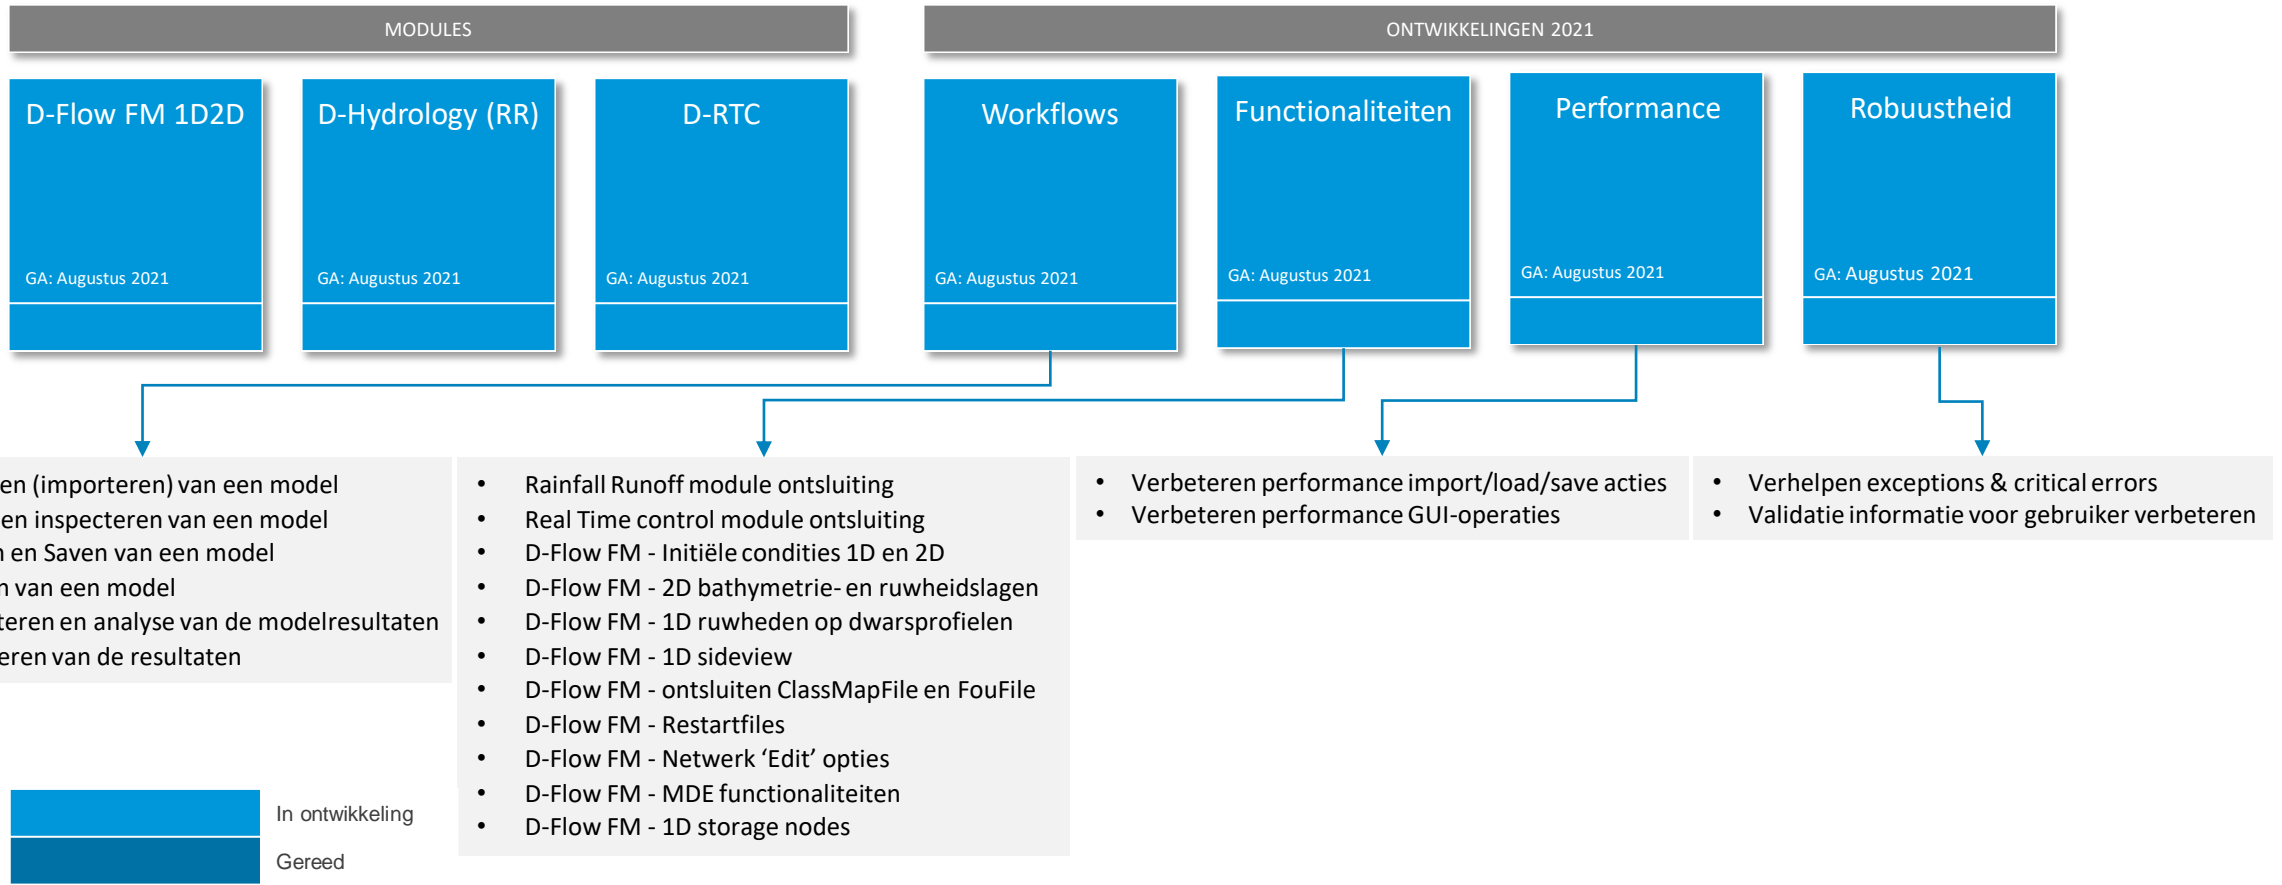 MODULES
ONTWIKKELINGEN 2021
D-Flow FM 1D2D
GA: Augustus 2021
D-Hydrology (RR)
GA: Augustus 2021
D-RTC
GA: Augustus 2021
Workflows
GA: Augustus 2021
Functionaliteiten
GA: Augustus 2021
Performance
GA: Augustus 2021
Robuustheid
GA: Augustus 2021
(importeren) van een model
en inspecteren van een model
en Saven van een model
van een model
en analyse van de modelresultaten
van de resultaten
• Rainfall Runoff module ontsluiting
• Real Time control module ontsluiting
• D-Flow FM - Initiële condities 1D en 2D
• D-Flow FM - 2D bathymetrie- en ruwheidslagen
• D-Flow FM - 1D ruwheden op dwarsprofielen
• D-Flow FM - 1D sideview
• D-Flow FM - ontsluiten ClassMapFile en FouFile
• D-Flow FM - Restartfiles
• D-Flow FM - Netwerk ‘Edit’ opties
• D-Flow FM - MDE functionaliteiten
• D-Flow FM - 1D storage nodes
• Verbeteren performance import/load/save acties
• Verbeteren performance GUI-operaties
• Verhelpen exceptions & critical errors
• Validatie informatie voor gebruiker verbeteren
In ontwikkeling
Gereed